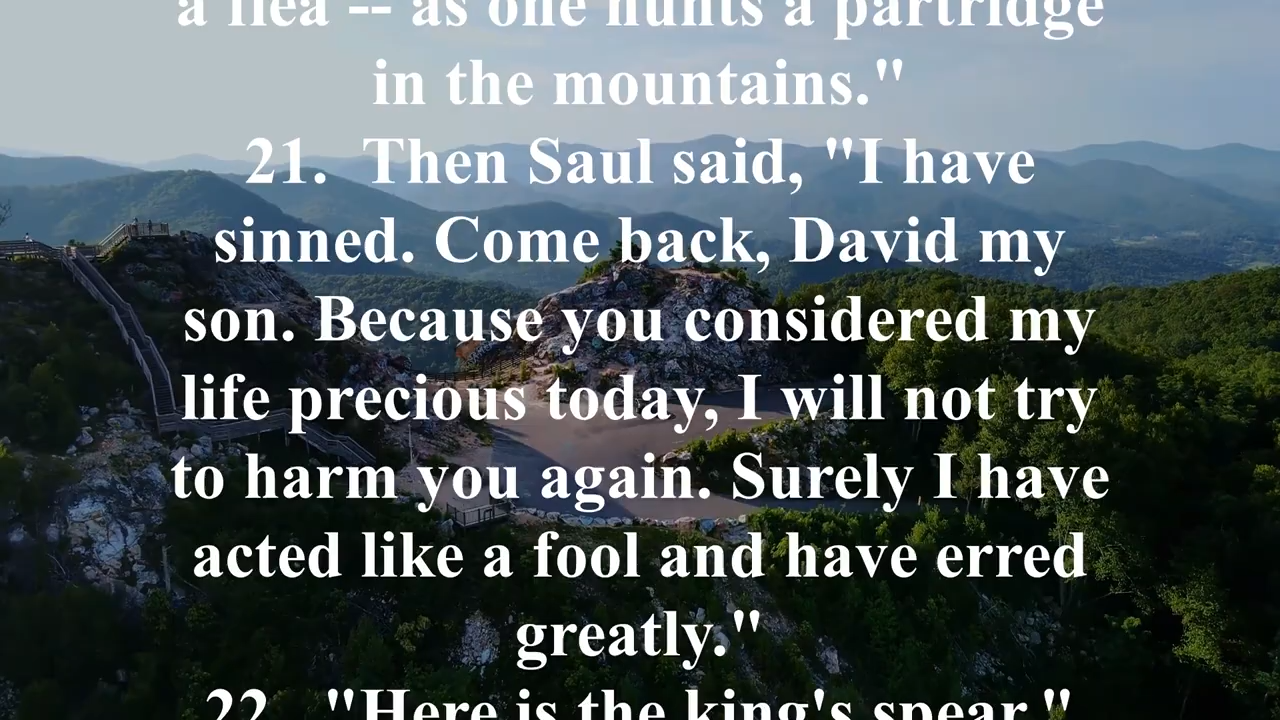 a flea -- as one hunts a partridge
in the mountains."
21.  Then Saul said, "I have
sinned. Come back, David my
son. Because you considered my
life precious today, I will not try
to harm you again. Surely I have
acted like a fool and have erred
greatly."
22.  "Here is the king's spear,"